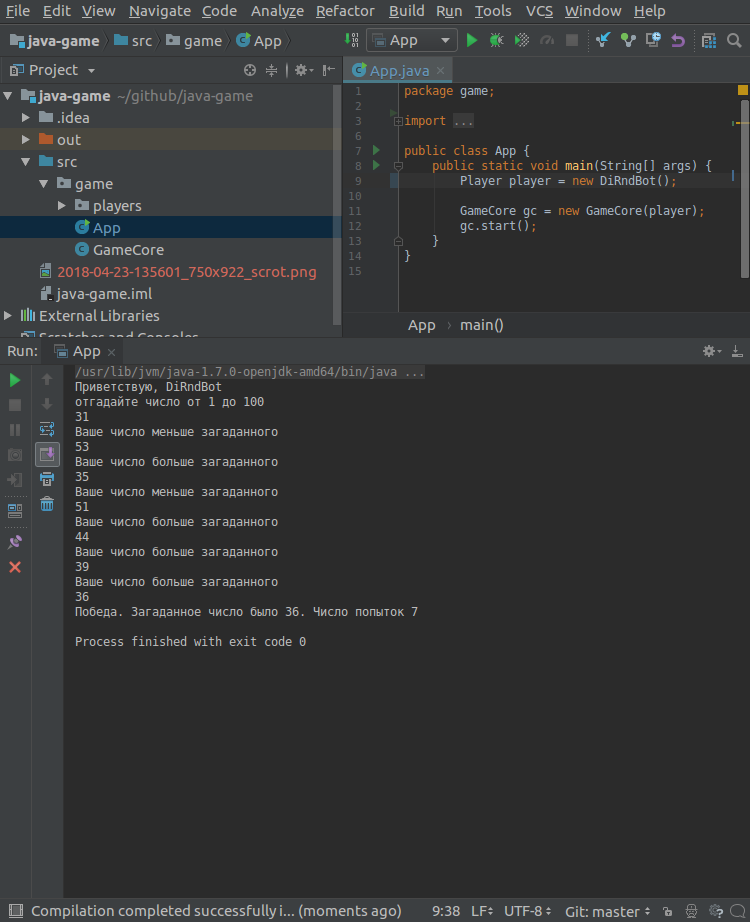 File Edit View Navigate Code Analyze Refactor Build Run Tools VCS Window Help
java-game src game App App
Project
App.java
java-game ~/github/java-game
.idea
out
src
game
players
App
GameCore
2018-04-23-135601_750x922_scrot.png
java-game.iml
External Libraries
Scratches and Consoles
1 package game;
2
3 import ...
6
7 public class App {
8 public static void main(String[] args) {
9 Player player = new DiRndBot();
10
11 GameCore gc = new GameCore(player);
12 gc.start();
13 }
14 }
15
App main()
Run: App
/usr/lib/jvm/java-1.7.0-openjdk-amd64/bin/java ...
Приветствую, DiRndBot
отгадайте число от 1 до 100
31
Ваше число меньше загаданного
53
Ваше число больше загаданного
35
Ваше число меньше загаданного
51
Ваше число больше загаданного
44
Ваше число больше загаданного
39
Ваше число больше загаданного
36
Победа. Загаданное число было 36. Число попыток 7
Process finished with exit code 0
Compilation completed successfully i... (moments ago) 9:38 LF UTF-8 Git: master